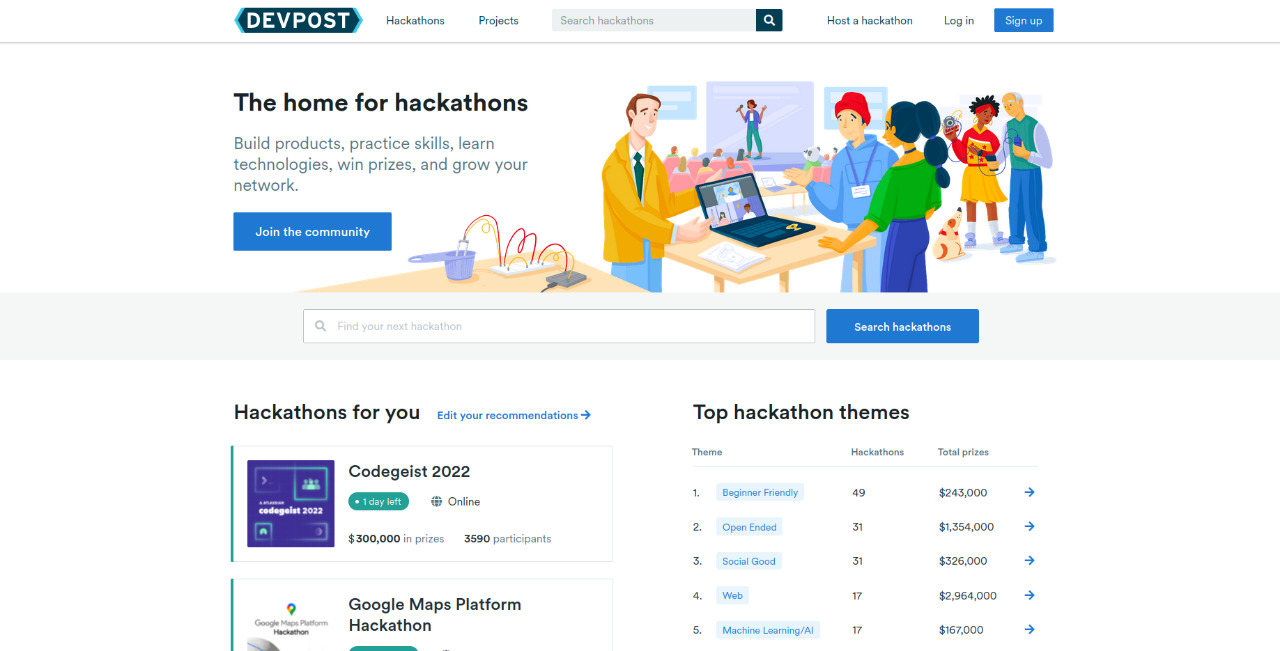 DEVPOST
Hackathons
Projects
Search hackathons
Host a hackathon
Log in
Sign up
The home for hackathons
Build products, practice skills, learn
technologies, win prizes, and grow your
network.
Join the community
Find your next hackathon
Search hackathons
Hackathons for you
Edit your recommendations
codegeist 2022
Codegeist 2022
1 day left
Online
$300,000 in prizes
3590 participants
Google Maps Platform
Hackathon
Google Maps Platform
Hackathon
Top hackathon themes
Theme Hackathons Total prizes
1. Beginner Friendly 49 $243,000
2. Open Ended 31 $1,354,000
3. Social Good 31 $326,000
4. Web 17 $2,964,000
5. Machine Learning/AI 17 $167,000